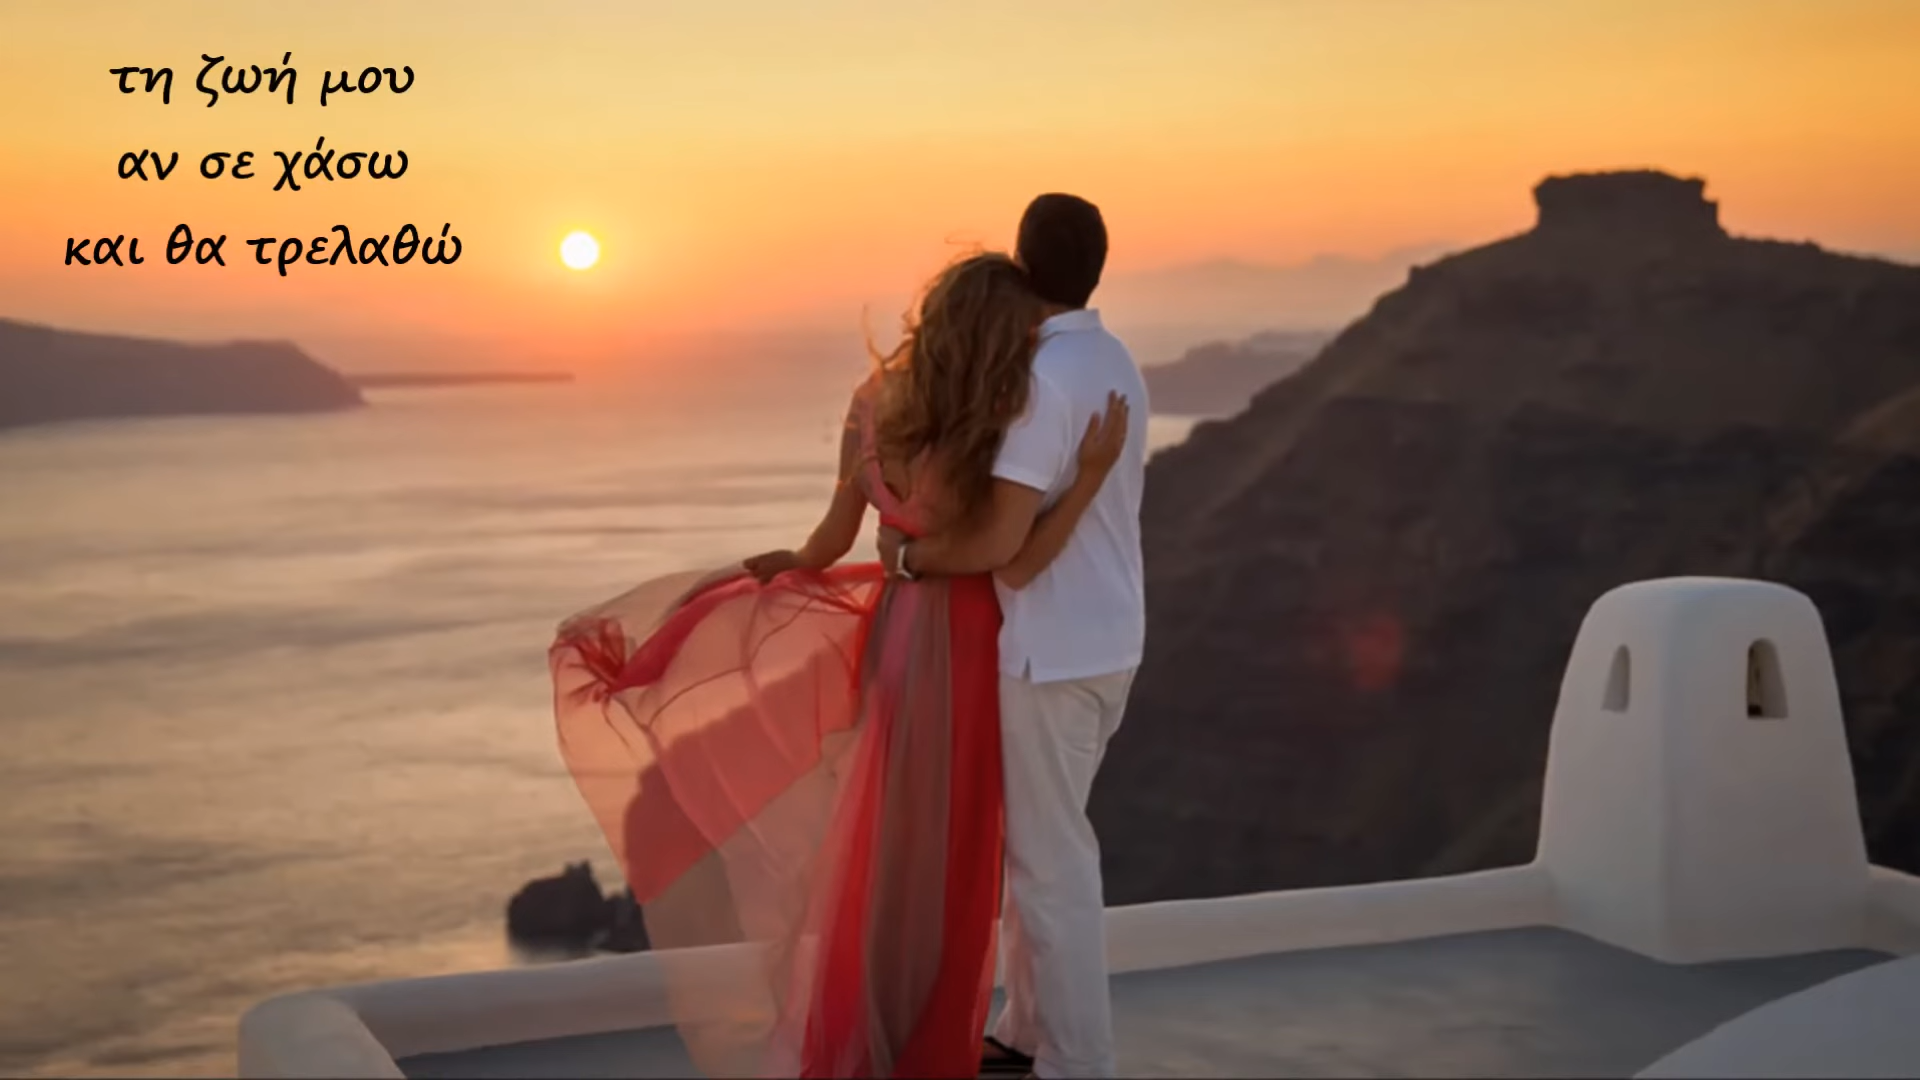 τη ζωή μου
αν σε χάσω
και θα τρελαθώ